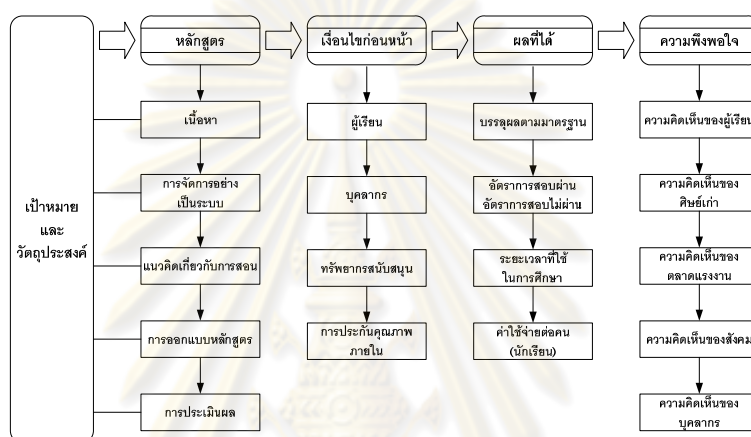 เป้าหมาย
และ
วัตถุประสงค์
หลักสูตร
เนื้อหา
การจัดการอย่าง
เป็นระบบ
แนวคิดเกี่ยวกับการสอน
การออกแบบหลักสูตร
การประเมินผล
เงื่อนไขก่อนหน้า
ผู้เรียน
บุคลากร
ทรัพยากรสนับสนุน
การประกันคุณภาพ
ภายใน
ผลที่ได้
บรรลุผลตามมาตรฐาน
อัตราการสอบผ่าน
อัตราการสอบไม่ผ่าน
ระยะเวลาที่ใช้
ในการศึกษา
ค่าใช้จ่ายต่อคน
(นักเรียน)
ความพึงพอใจ
ความคิดเห็นของผู้เรียน
ความคิดเห็นของ
ศิษย์เก่า
ความคิดเห็นของ
ตลาดแรงงาน
ความคิดเห็นของสังคม
ความคิดเห็นของ
บุคลากร